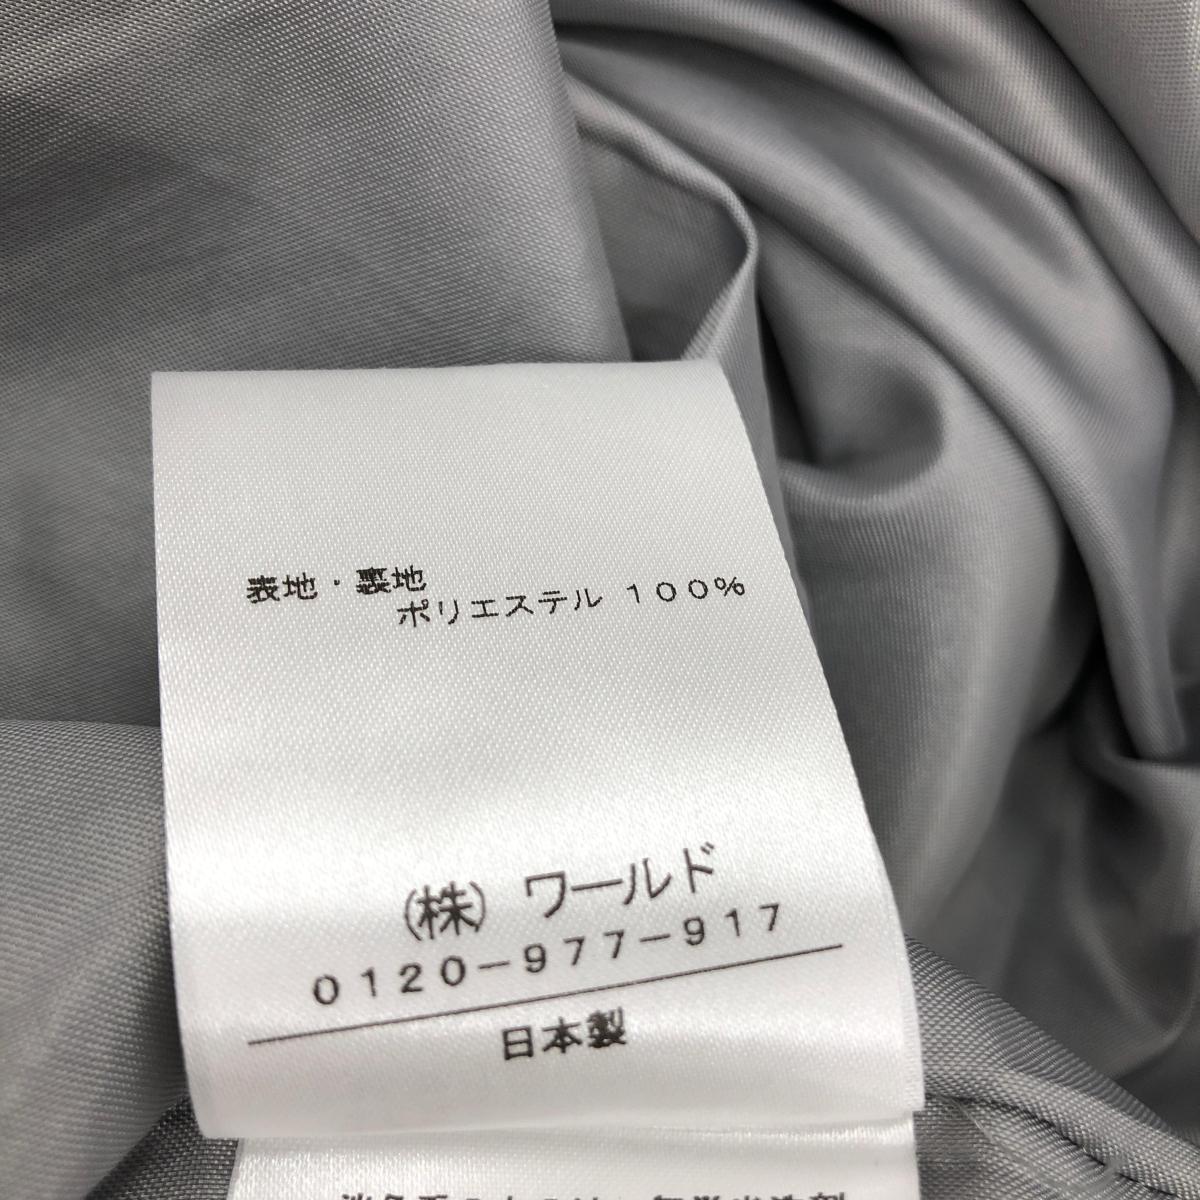 表地・裏地
ポリエステル 100%
(株) ワールド
0120-977-917
日本製